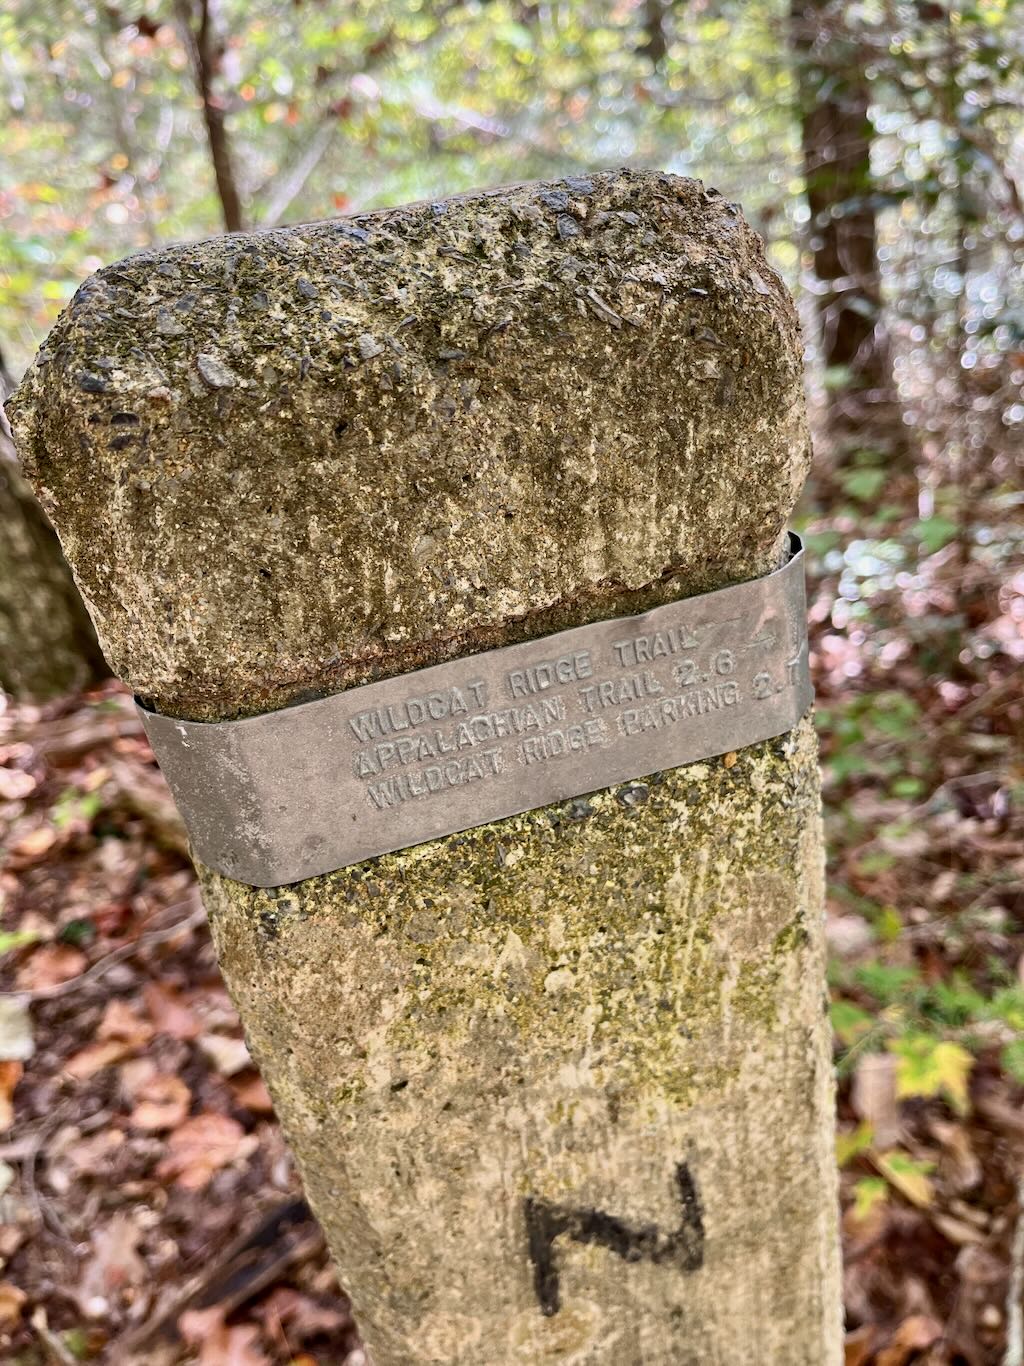 WILDCAT RIDGE TRAIL
APPALACHIAN TRAIL 2.6 →
WILDCAT RIDGE PARKING 2.7
N